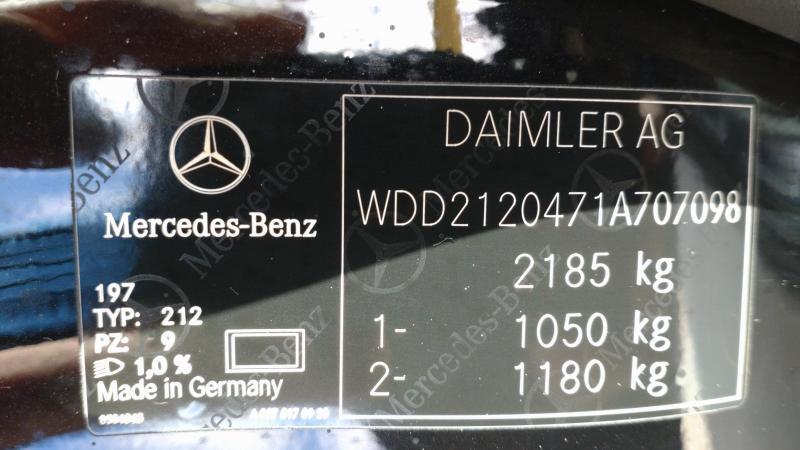 Mercedes-Benz
197
TYP: 212
PZ: 9
1,0 %
Made in Germany
DAIMLER AG
WDD2120471A707098
2185 kg
1- 1050 kg
2- 1180 kg